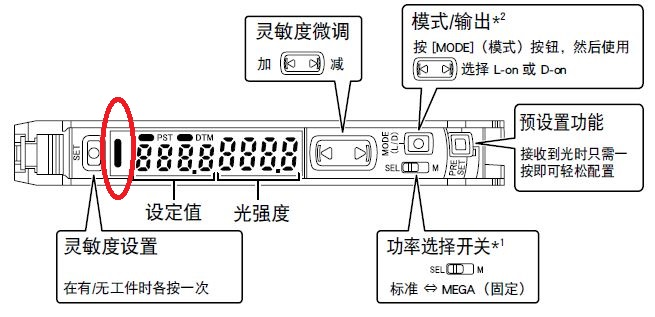 灵敏度微调
加 减
模式/输出*2
按 [MODE]（模式）按钮，然后使用
选择 L-on 或 D-on
预设置功能
接收到光时只需一
按即可轻松配置
SET
PST DTM
888.8 888.8
MODE
(L/D)
SEL M
PRE
SET
设定值 光强度
灵敏度设置
在有/无工件时各按一次
功率选择开关*1
SEL M
标准 ⇔ MEGA（固定）